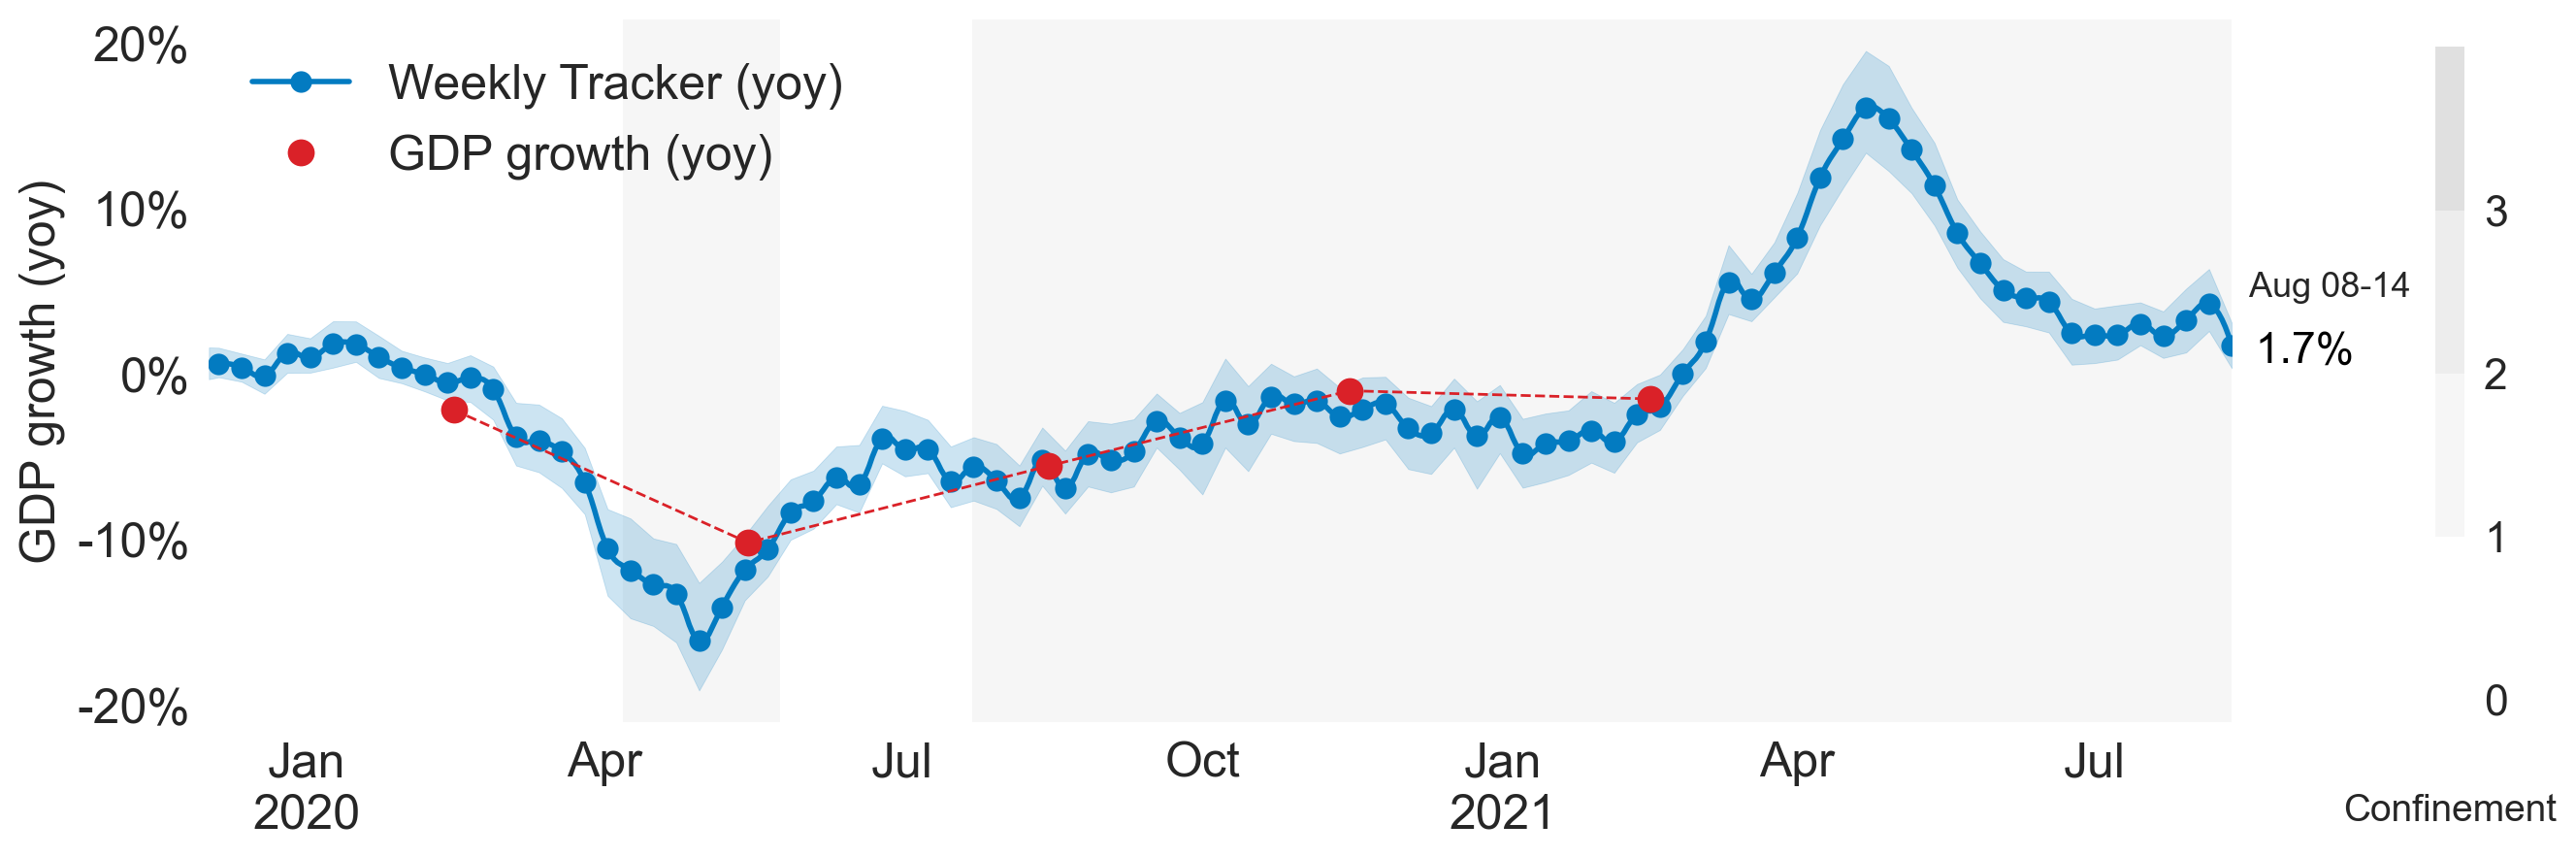 20%
10%
0%
-10%
-20%
GDP growth (yoy)
Weekly Tracker (yoy)
GDP growth (yoy)
Aug 08-14
1.7%
3
2
1
0
Jan
2020
Apr
Jul
Oct
Jan
2021
Apr
Jul
Confinement